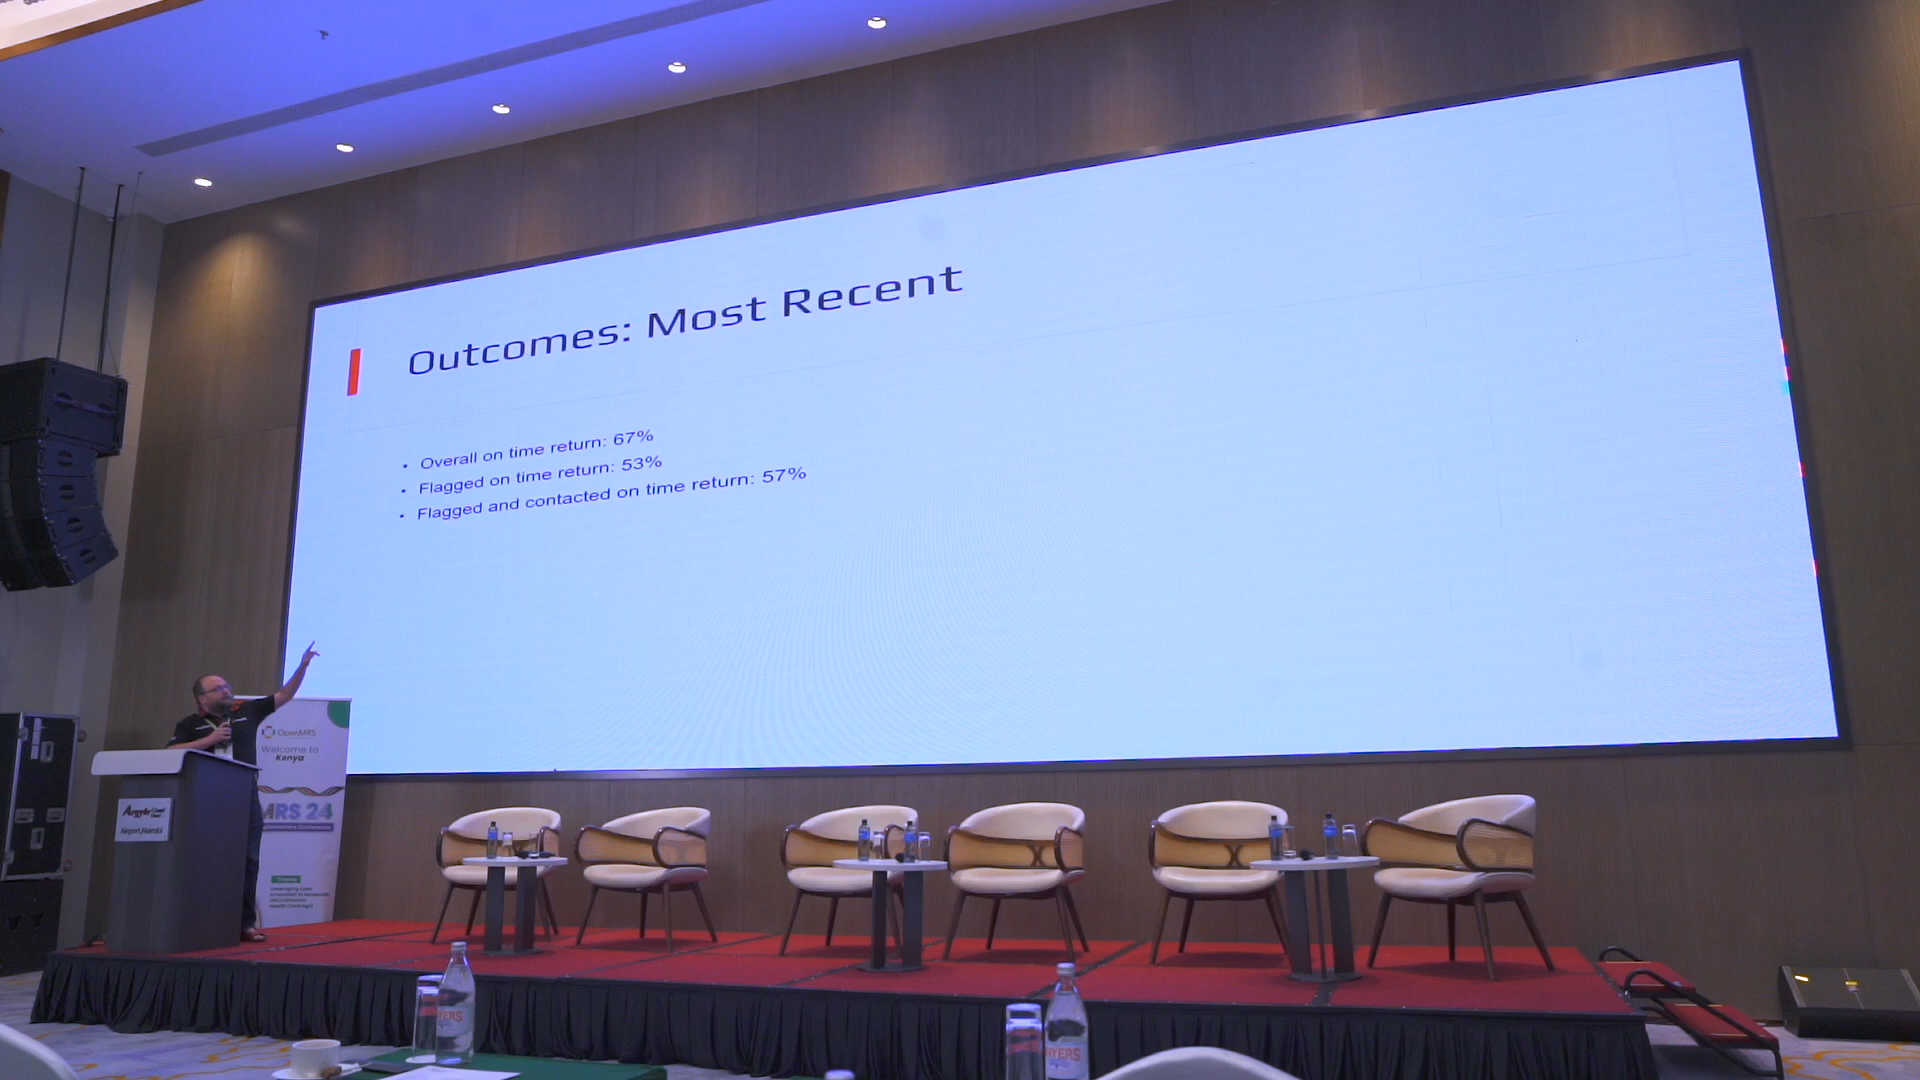 Outcomes: Most Recent
• Overall on time return: 67%
• Flagged on time return: 53%
• Flagged and contacted on time return: 57%
OpenMRS
Welcome to
Kenya
MRS 24
Argyle Grand
Airport, Nairobi